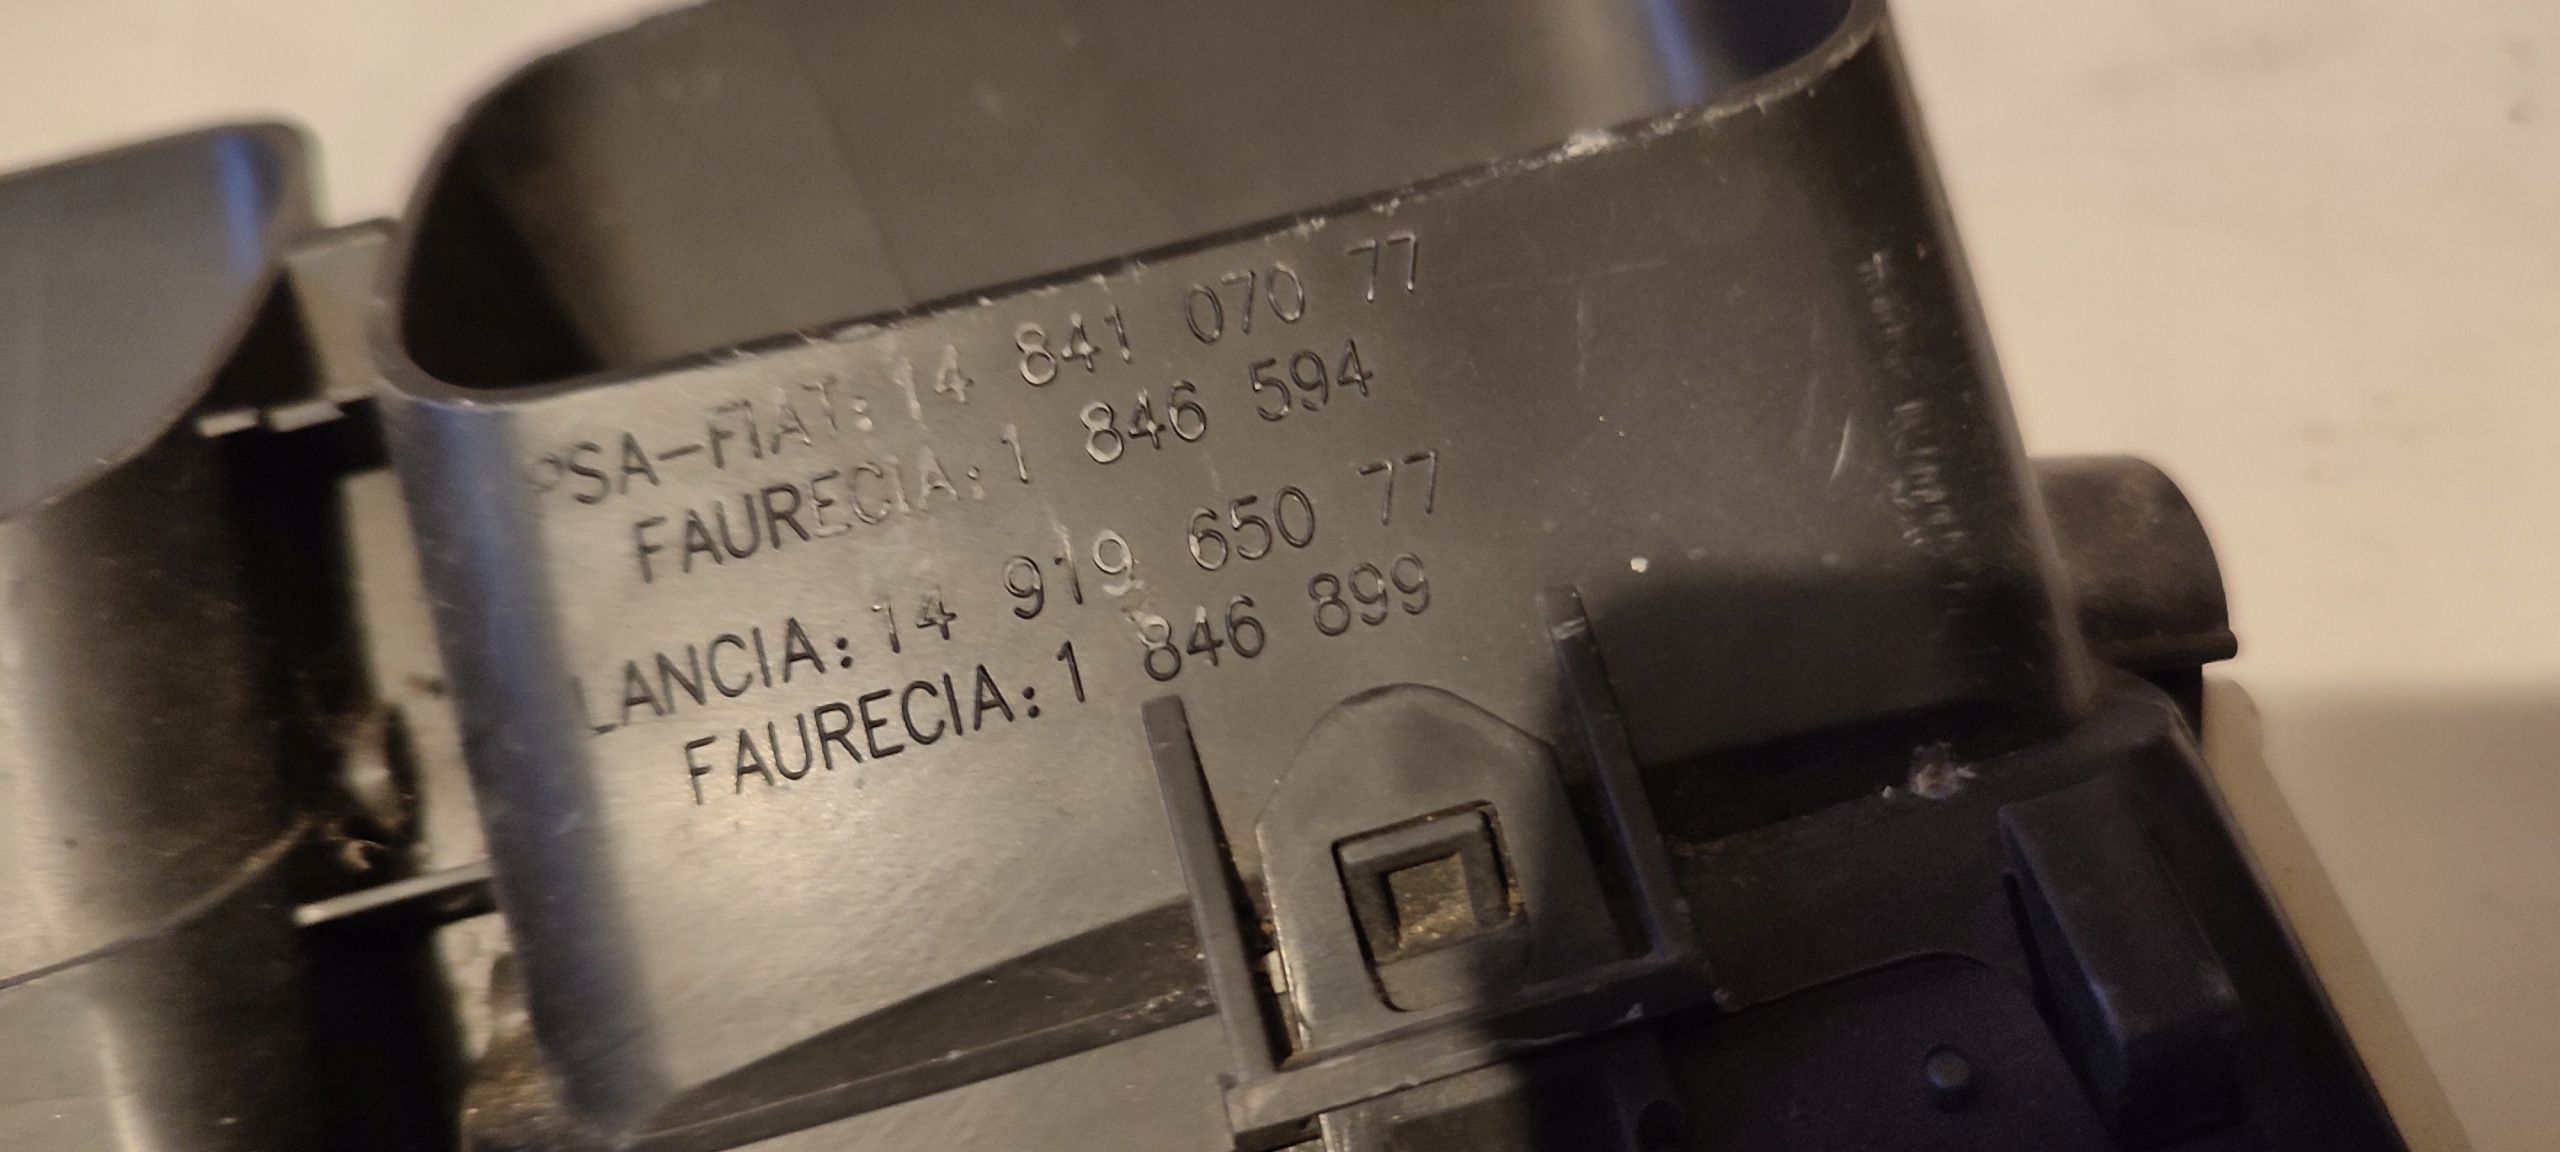 PSA-FIAT: 14 841 070 77
FAURECIA: 1 846 594
LANCIA: 14 919 650 77
FAURECIA: 1 846 899